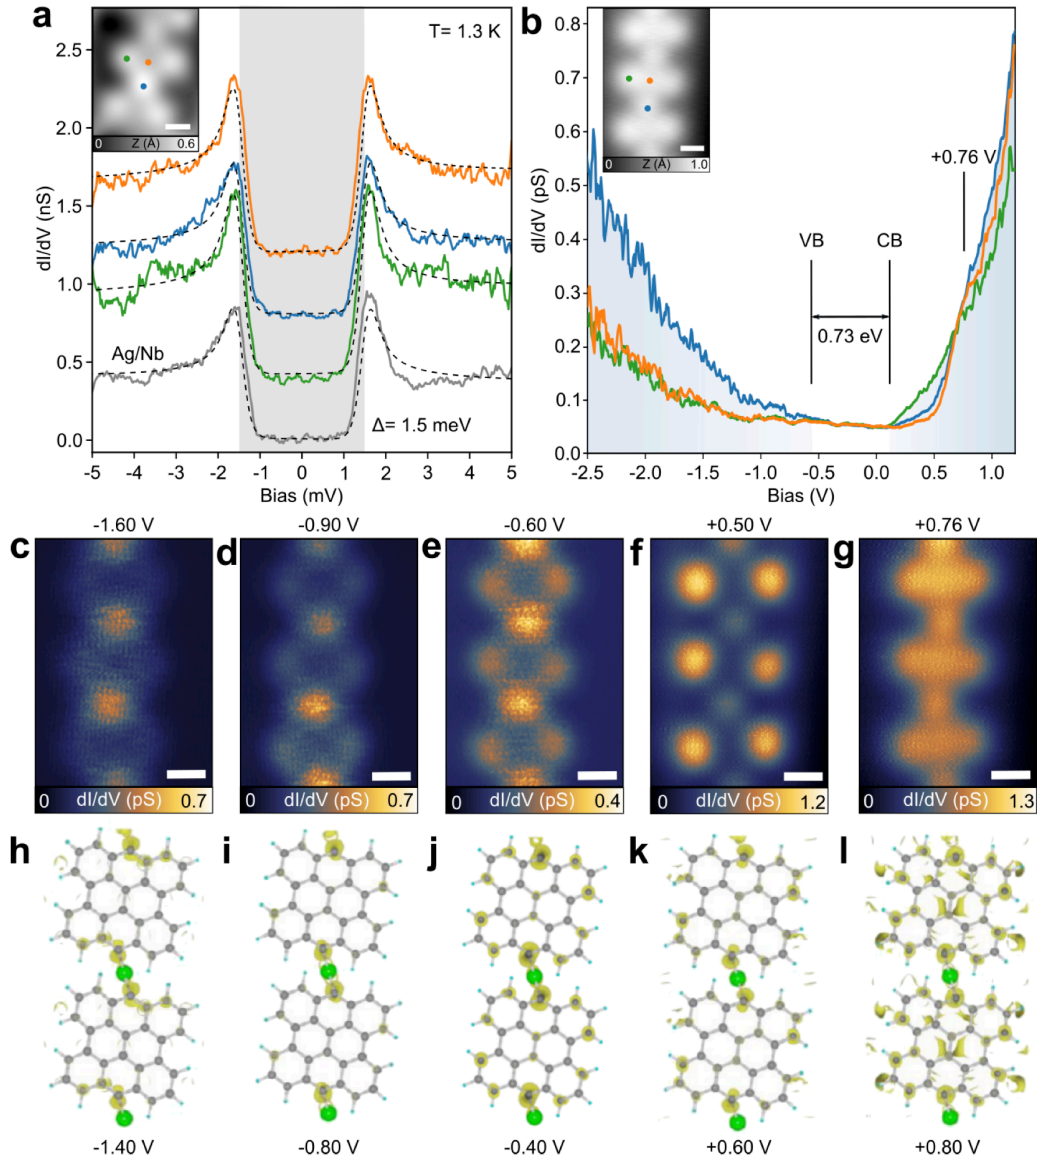 a
T= 1.3 K
2.5
2.0
1.5
1.0
0.5
0.0
dI/dV (nS)
0 Z (Å) 0.6
Ag/Nb
Δ= 1.5 meV
-5 -4 -3 -2 -1 0 1 2 3 4 5
Bias (mV)
b
0.8
0.7
0.6
0.5
0.4
0.3
0.2
0.1
0.0
dI/dV (pS)
0 Z (Å) 1.0
+0.76 V
VB CB
0.73 eV
-2.5 -2.0 -1.5 -1.0 -0.5 0.0 0.5 1.0
Bias (V)
-1.60 V -0.90 V -0.60 V +0.50 V +0.76 V
c d e f g
0 dI/dV (pS) 0.7
0 dI/dV (pS) 0.7
0 dI/dV (pS) 0.4
0 dI/dV (pS) 1.2
0 dI/dV (pS) 1.3
h i j k l
-1.40 V -0.80 V -0.40 V +0.60 V +0.80 V